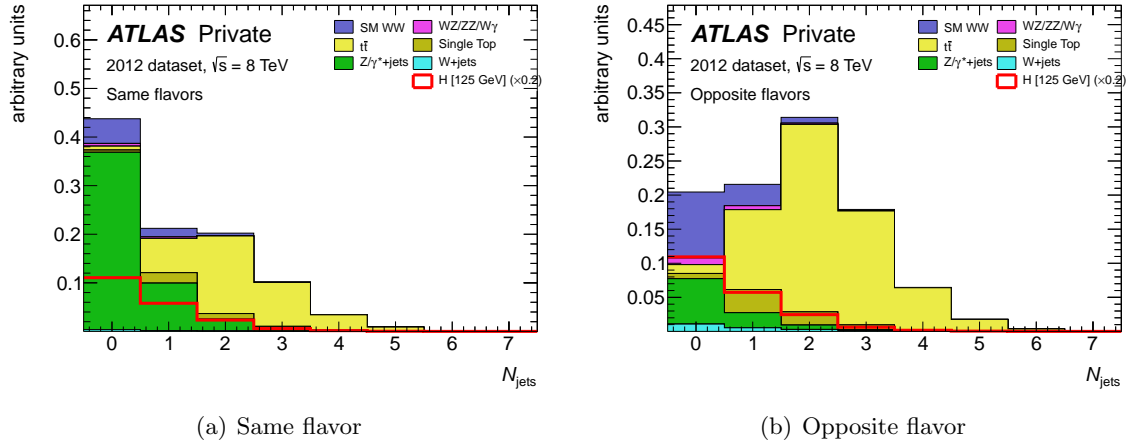 arbitrary units
0.6
0.5
0.4
0.3
0.2
0.1
ATLAS Private
2012 dataset, √s = 8 TeV
Same flavors
SM WW
tt̄
Z/γ*+jets
WZ/ZZ/Wγ
Single Top
W+jets
H [125 GeV] (×0.2)
0 1 2 3 4 5 6 7
N_jets
(a) Same flavor
arbitrary units
0.45
0.4
0.35
0.3
0.25
0.2
0.15
0.1
0.05
ATLAS Private
2012 dataset, √s = 8 TeV
Opposite flavors
SM WW
tt̄
Z/γ*+jets
WZ/ZZ/Wγ
Single Top
W+jets
H [125 GeV] (×0.2)
0 1 2 3 4 5 6 7
N_jets
(b) Opposite flavor